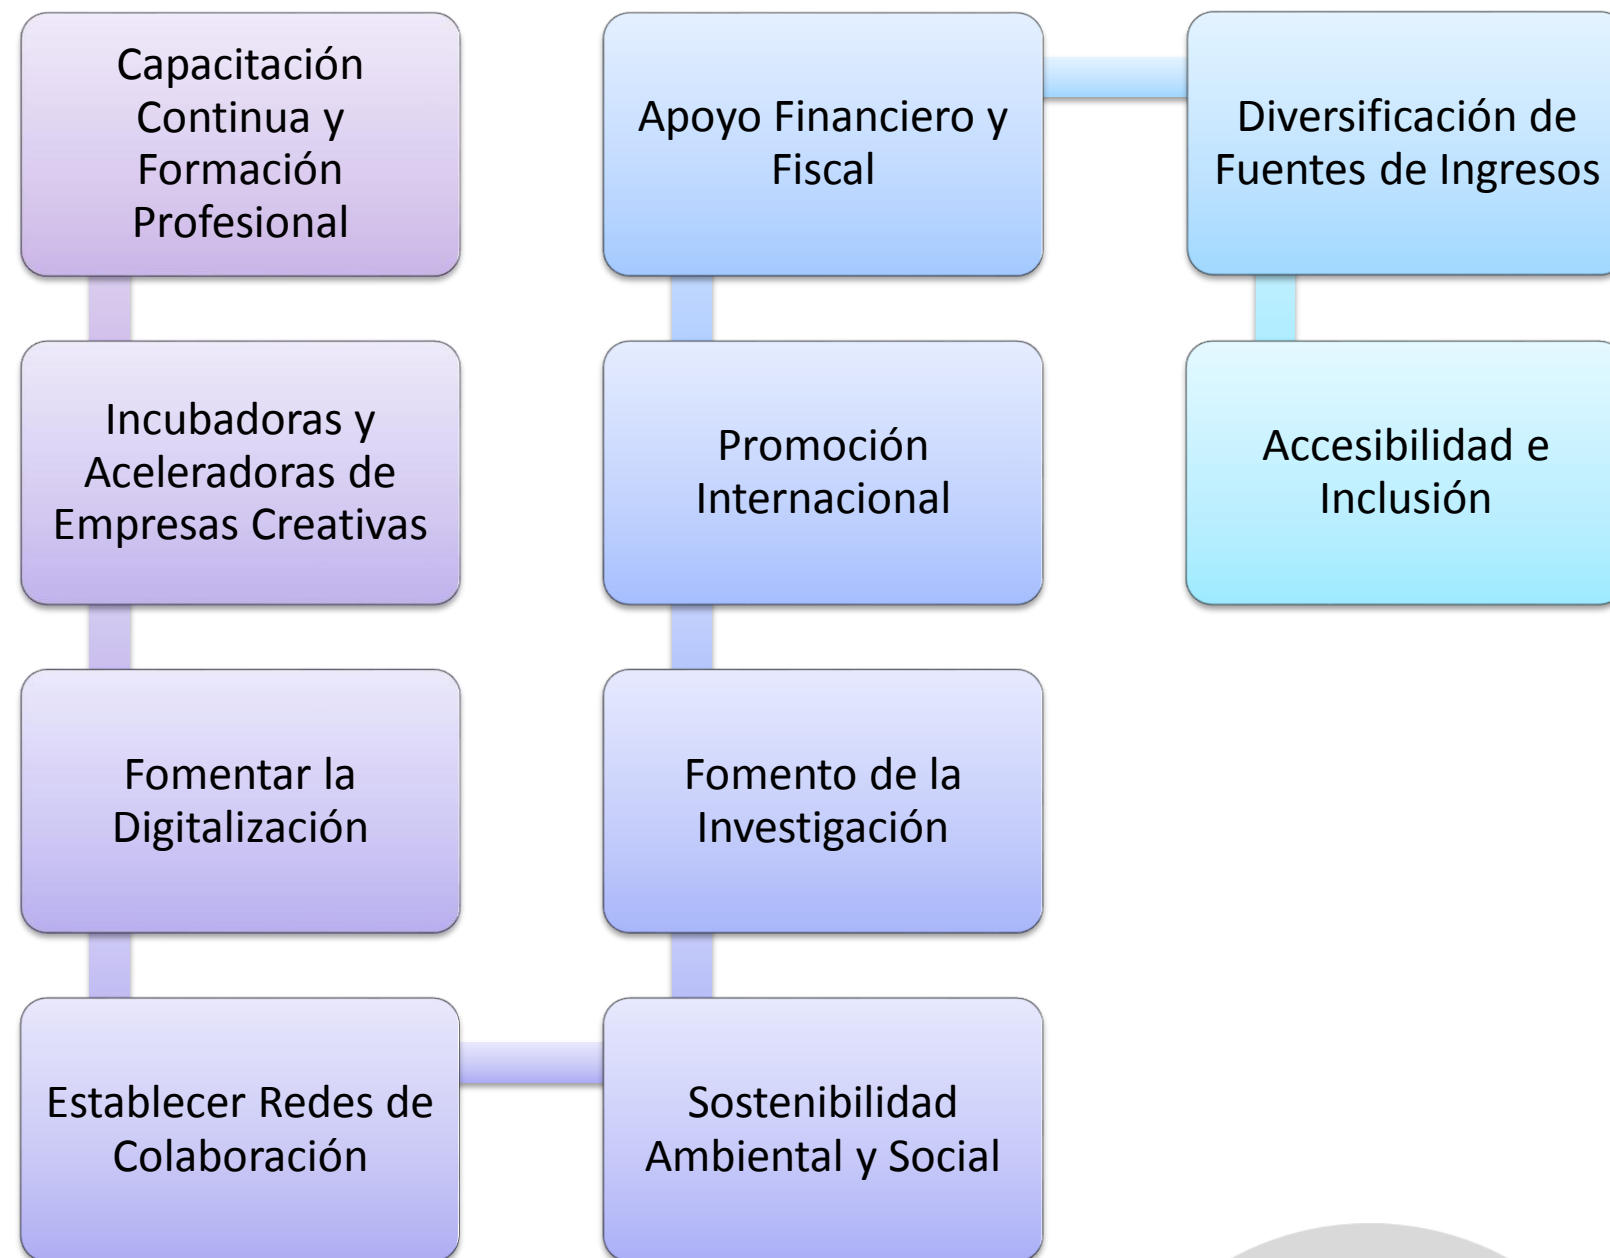 Capacitación
Continua y
Formación
Profesional
Incubadoras y
Aceleradoras de
Empresas Creativas
Fomentar la
Digitalización
Establecer Redes de
Colaboración
Sostenibilidad
Ambiental y Social
Fomento de la
Investigación
Promoción
Internacional
Apoyo Financiero y
Fiscal
Diversificación de
Fuentes de Ingresos
Accesibilidad e
Inclusión